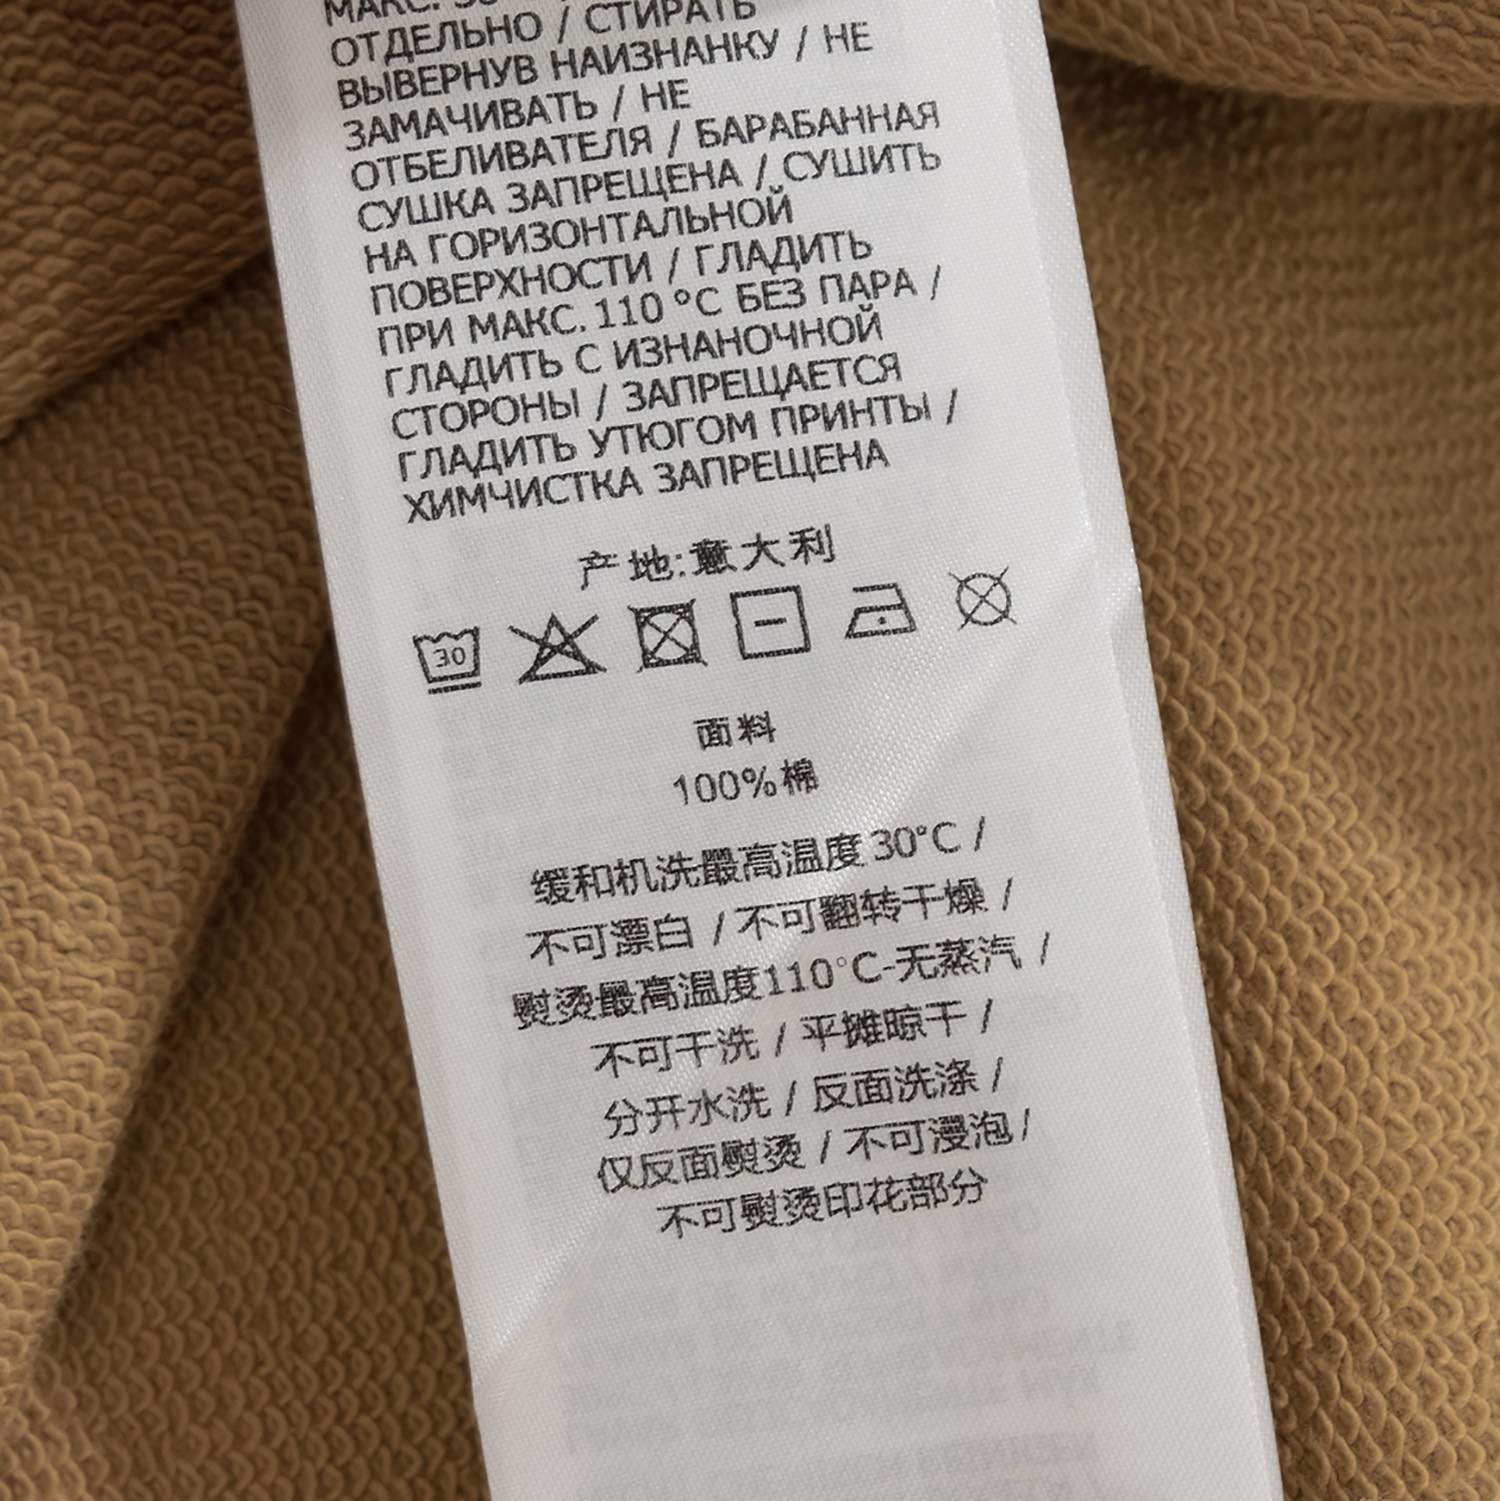 МАКС. 30
ОТДЕЛЬНО / СТИРАТЬ
ВЫВЕРНУВ НАИЗНАНКУ / НЕ
ЗАМАЧИВАТЬ / НЕ
ОТБЕЛИВАТЕЛЯ / БАРАБАННАЯ
СУШКА ЗАПРЕЩЕНА / СУШИТЬ
НА ГОРИЗОНТАЛЬНОЙ
ПОВЕРХНОСТИ / ГЛАДИТЬ
ПРИ МАКС. 110 °C БЕЗ ПАРА /
ГЛАДИТЬ С ИЗНАНОЧНОЙ
СТОРОНЫ / ЗАПРЕЩАЕТСЯ
ГЛАДИТЬ УТЮГОМ ПРИНТЫ /
ХИМЧИСТКА ЗАПРЕЩЕНА
产地:意大利
30
面料
100%棉
缓和机洗最高温度30°C /
不可漂白 / 不可翻转干燥 /
熨烫最高温度110°C-无蒸汽 /
不可干洗 / 平摊晾干 /
分开水洗 / 反面洗涤 /
仅反面熨烫 / 不可浸泡 /
不可熨烫印花部分